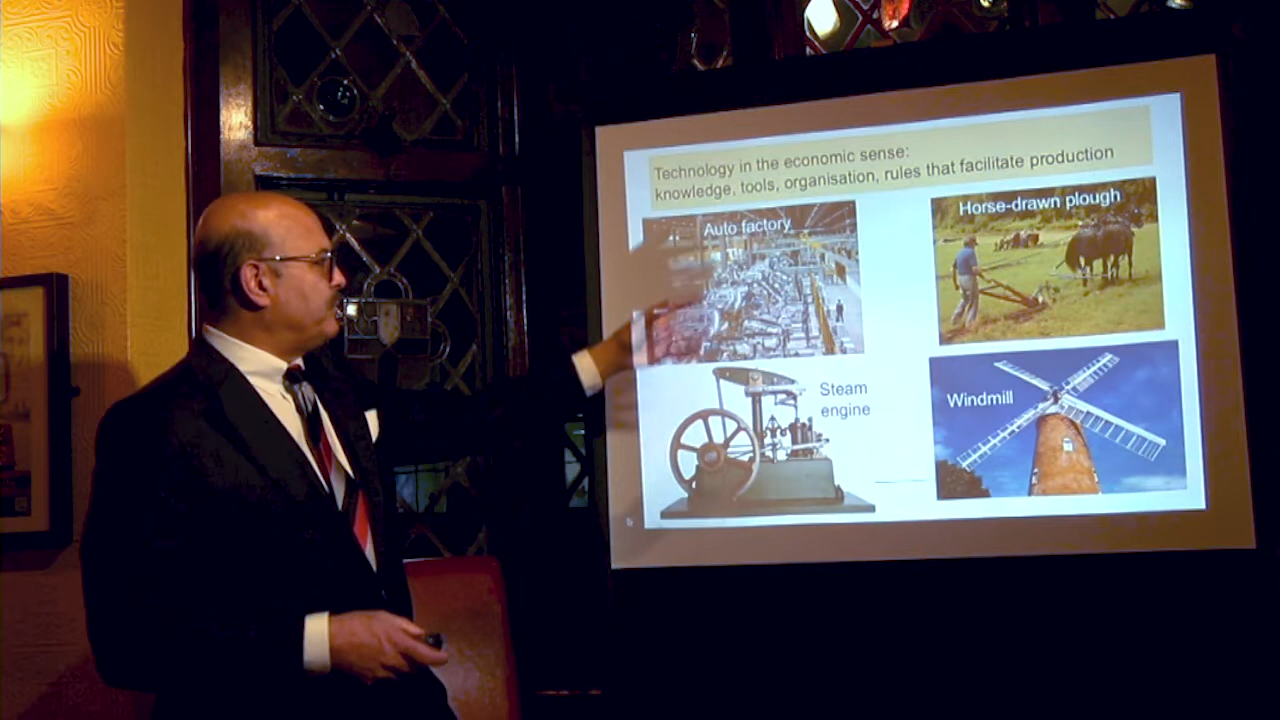 Technology in the economic sense:
knowledge, tools, organisation, rules that facilitate production
Auto factory
Horse-drawn plough
Steam
engine
Windmill